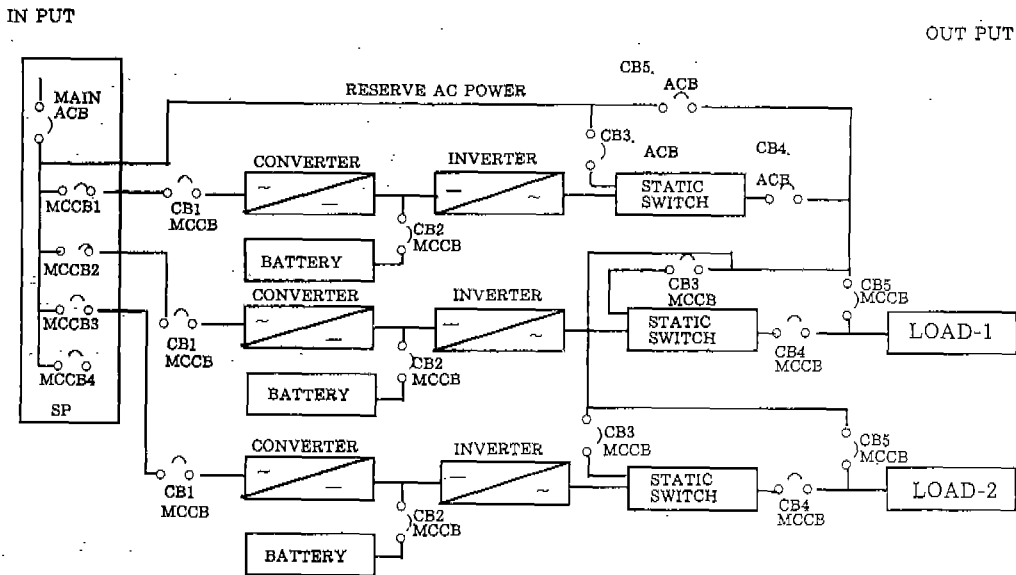 IN PUT
OUT PUT
MAIN
ACB
RESERVE AC POWER
CB5.
ACB
CB3.
ACB
CB4.
ACB
MCCB1
CB1
MCCB
CONVERTER
~
—
CB2
MCCB
BATTERY
INVERTER
—
~
STATIC
SWITCH
MCCB2
CB1
MCCB
CONVERTER
~
—
CB2
MCCB
BATTERY
INVERTER
—
~
CB3
MCCB
STATIC
SWITCH
CB4
MCCB
CB5
MCCB
LOAD-1
MCCB3
MCCB4
SP
CB1
MCCB
CONVERTER
~
—
CB2
MCCB
BATTERY
INVERTER
—
~
CB3
MCCB
STATIC
SWITCH
CB4
MCCB
CB5
MCCB
LOAD-2